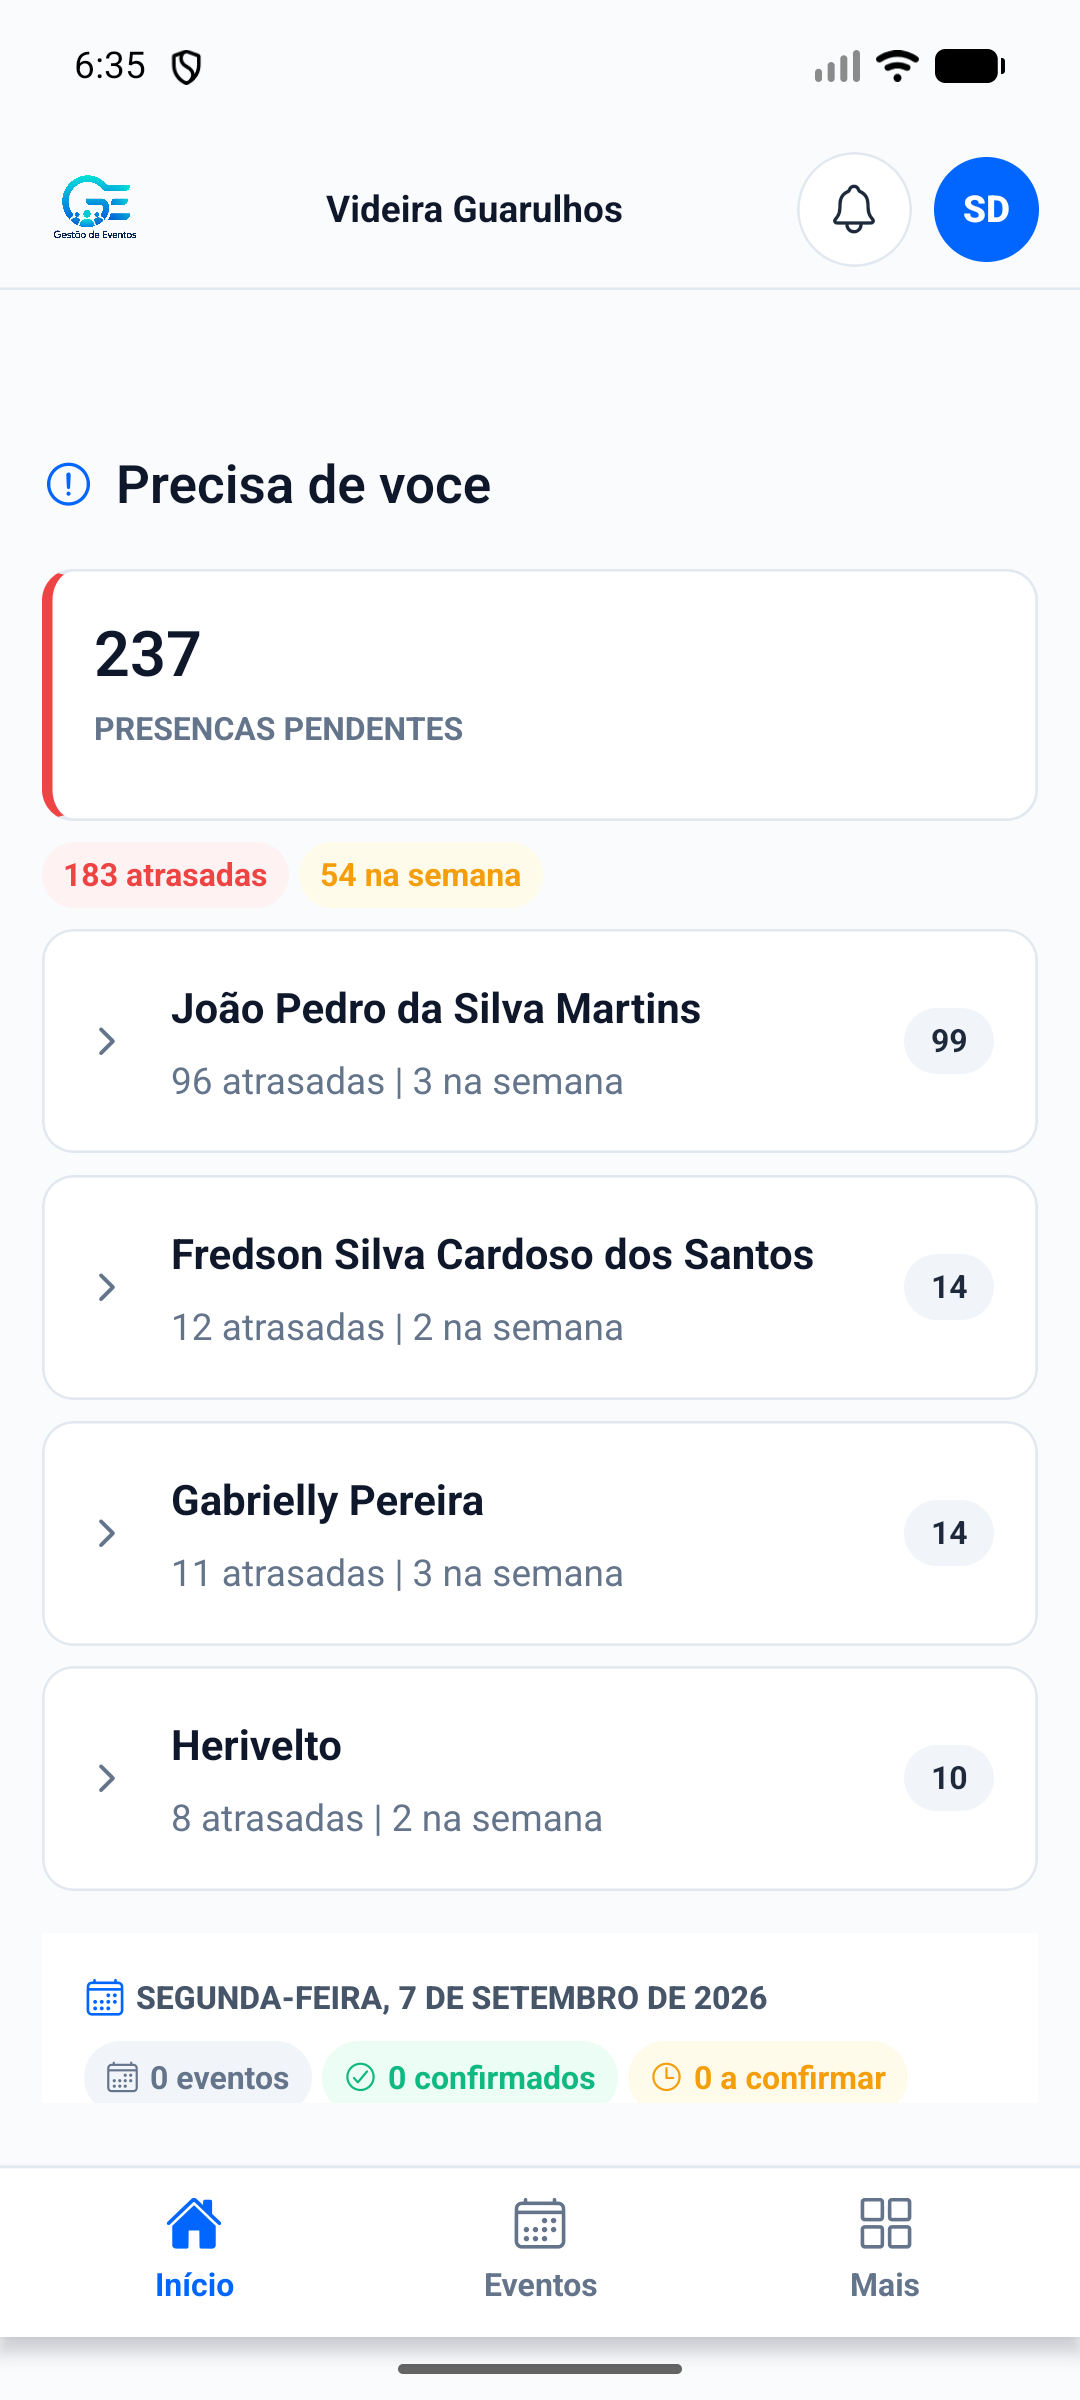 6:35
Gestão de Eventos
Videira Guarulhos
SD
Precisa de voce
237
PRESENCAS PENDENTES
183 atrasadas
54 na semana
João Pedro da Silva Martins
96 atrasadas | 3 na semana
99
Fredson Silva Cardoso dos Santos
12 atrasadas | 2 na semana
14
Gabrielly Pereira
11 atrasadas | 3 na semana
14
Herivelto
8 atrasadas | 2 na semana
10
SEGUNDA-FEIRA, 7 DE SETEMBRO DE 2026
0 eventos
0 confirmados
0 a confirmar
Início
Eventos
Mais